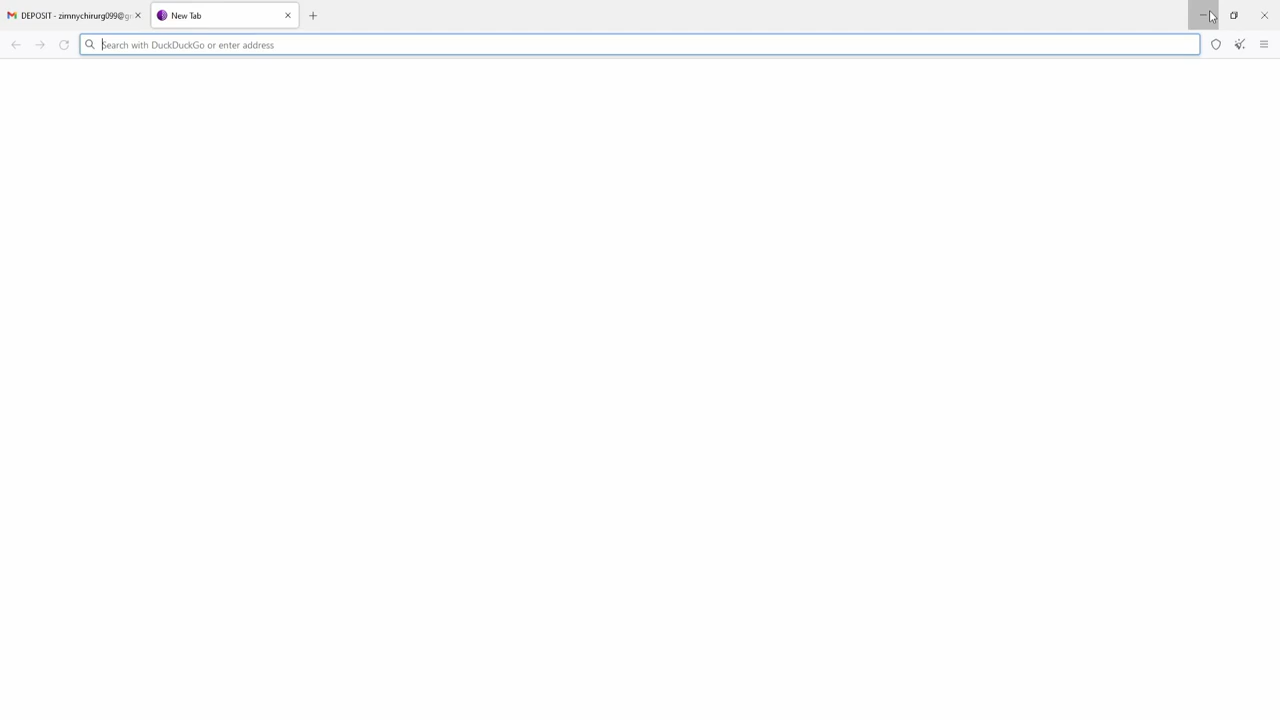 DEPOSIT - zimnychirurg099@g
New Tab
Search with DuckDuckGo or enter address